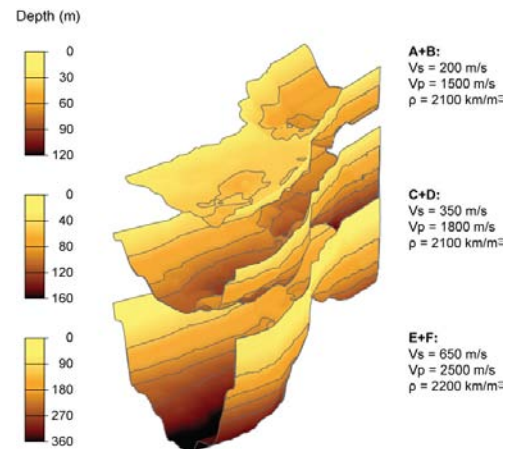 Depth (m)
0
30
60
90
120
0
40
80
120
160
0
90
180
270
360
A+B:
Vs = 200 m/s
Vp = 1500 m/s
ρ = 2100 km/m³
C+D:
Vs = 350 m/s
Vp = 1800 m/s
ρ = 2100 km/m³
E+F:
Vs = 650 m/s
Vp = 2500 m/s
ρ = 2200 km/m³